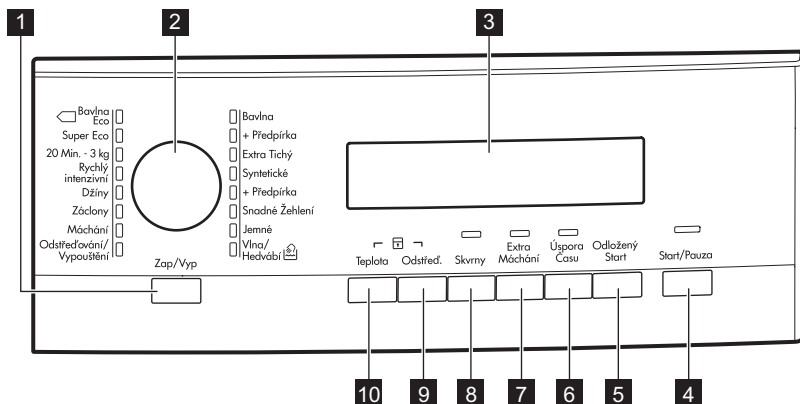 1
2
3
Bavlna
Eco
Super Eco
20 Min. - 3 kg
Rychlý
intenzivní
Džíny
Záclony
Máchání
Odstřeďování/
Vypouštění
Bavlna
+ Předpírka
Extra Tichý
Syntetické
+ Předpírka
Snadné Žehlení
Jemné
Vlna/
Hedvábí
Zap/Vyp
Teplota
Odstřeď.
Skvrny
Extra
Máchání
Úspora
Času
Odložený
Start
Start/Pauza
10
9
8
7
6
5
4